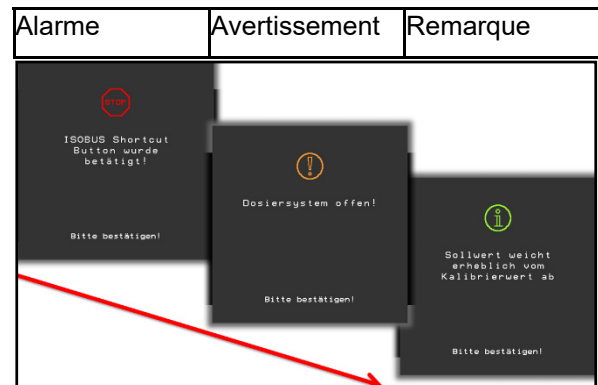 Alarme Avertissement Remarque
STOP
ISOBUS Shortcut
Button wurde
betätigt!
Bitte bestätigen!
Dosiersystem offen!
Bitte bestätigen!
Sollwert weicht
erheblich vom
Kalibrierwert ab
Bitte bestätigen!